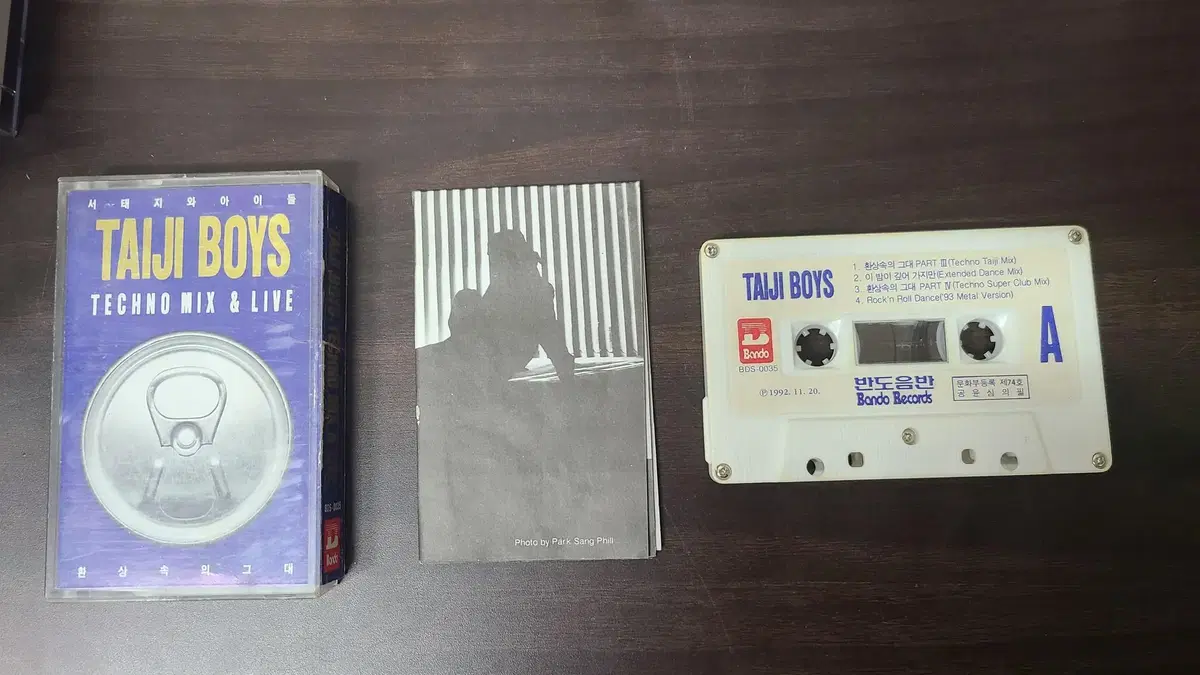 서태지와아이들
TAIJI BOYS
TECHNO MIX & LIVE
환상속의그대
BDS-0035
Bando
Photo by Park Sang Phill
TAIJI BOYS
1. 환상속의 그대 PART Ⅲ(Techno Taiji Mix)
2. 이 밤이 깊어 가지만(Extended Dance Mix)
3. 환상속의 그대 PART Ⅳ(Techno Super Club Mix)
4. Rock'n Roll Dance('93 Metal Version)
A
Bando
BDS-0035
Ⓟ1992. 11. 20.
반도음반
Bando Records
문화부등록 제74호
공윤심의필